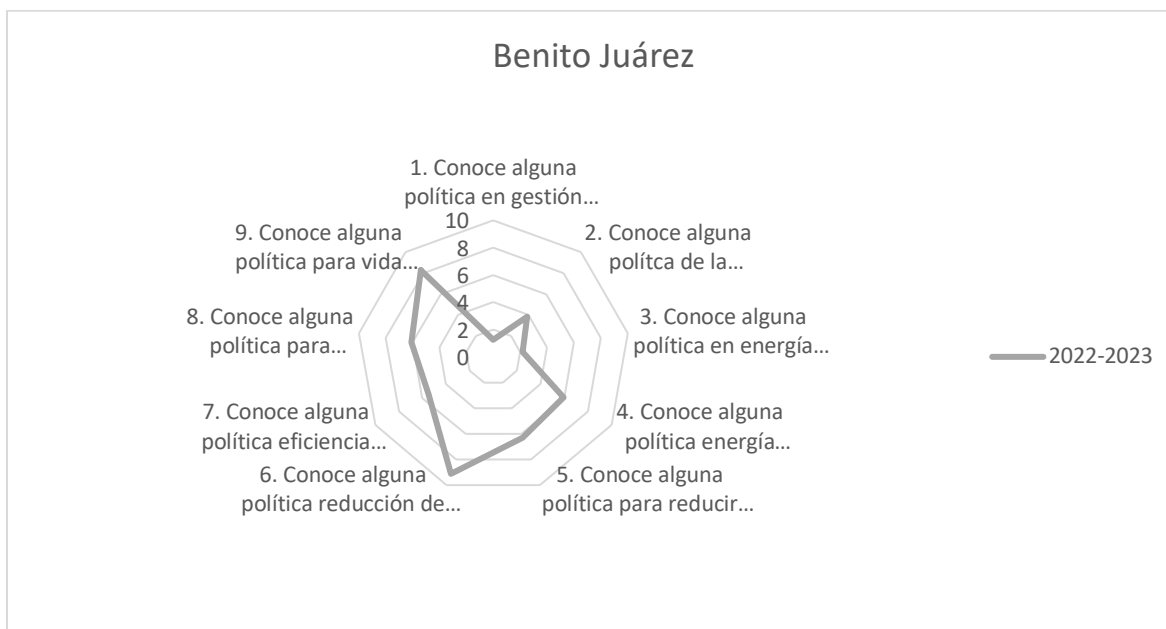 Benito Juárez
1. Conoce alguna
política en gestión...
2. Conoce alguna
polítca de la...
3. Conoce alguna
política en energía...
4. Conoce alguna
política energía...
5. Conoce alguna
política para reducir...
6. Conoce alguna
política reducción de...
7. Conoce alguna
política eficiencia...
8. Conoce alguna
política para...
9. Conoce alguna
política para vida...
10
8
6
4
2
0
2022-2023